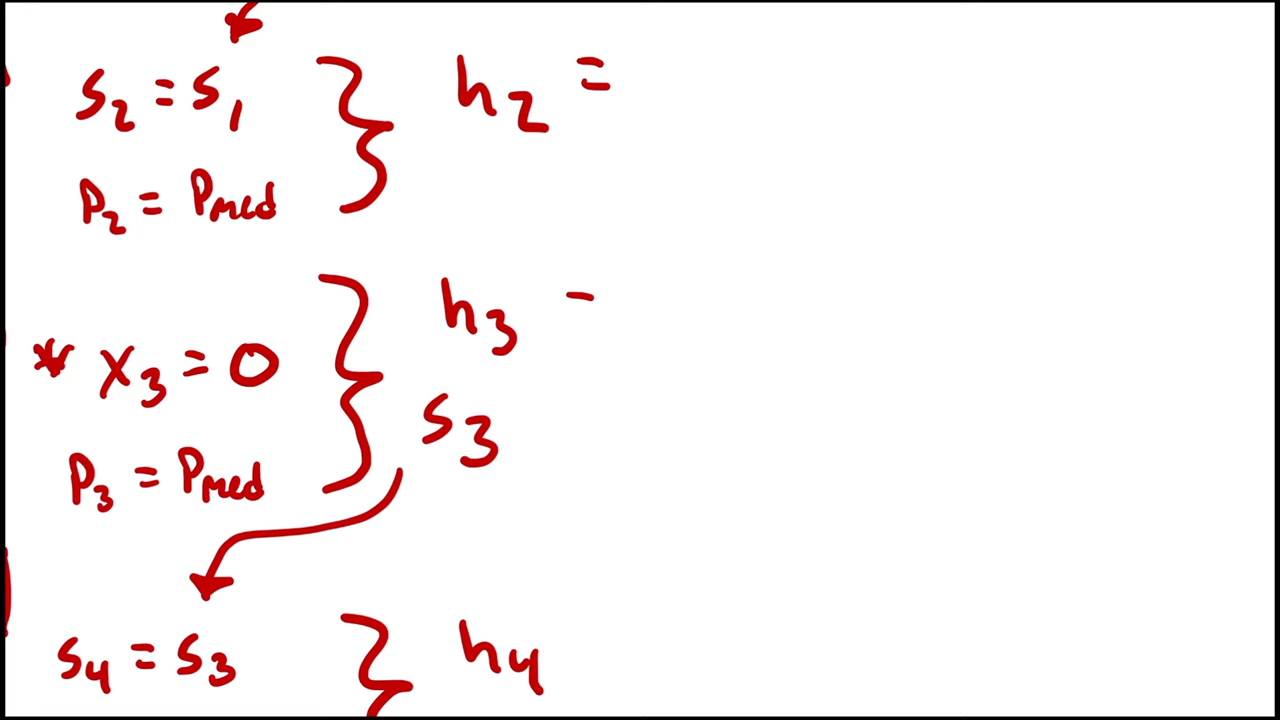 s₂ = s₁ } h₂ =
P₂ = Pmed
h₃ -
* x₃ = 0 }
s₃
P₃ = Pmed
s₄ = s₃ } h₄